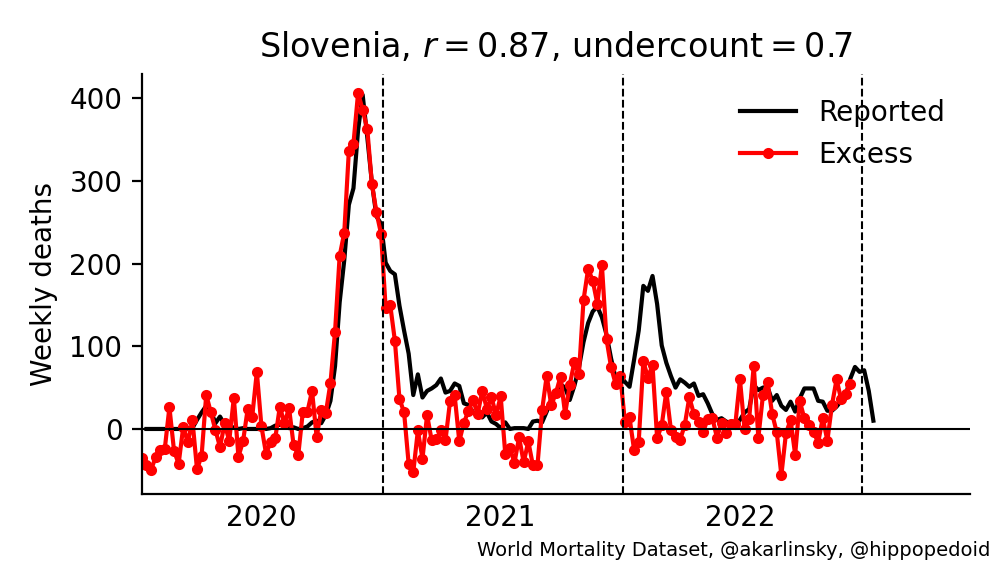 Slovenia, r = 0.87, undercount = 0.7
Reported
Excess
Weekly deaths
400
300
200
100
0
2020 2021 2022
World Mortality Dataset, @akarlinsky, @hippopedoid